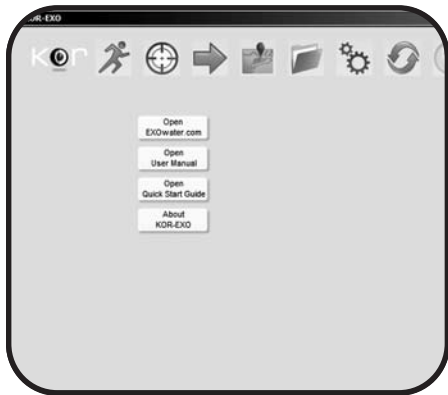 KOR-EXO
Kor
Open
EXOwater.com
Open
User Manual
Open
Quick Start Guide
About
KOR-EXO